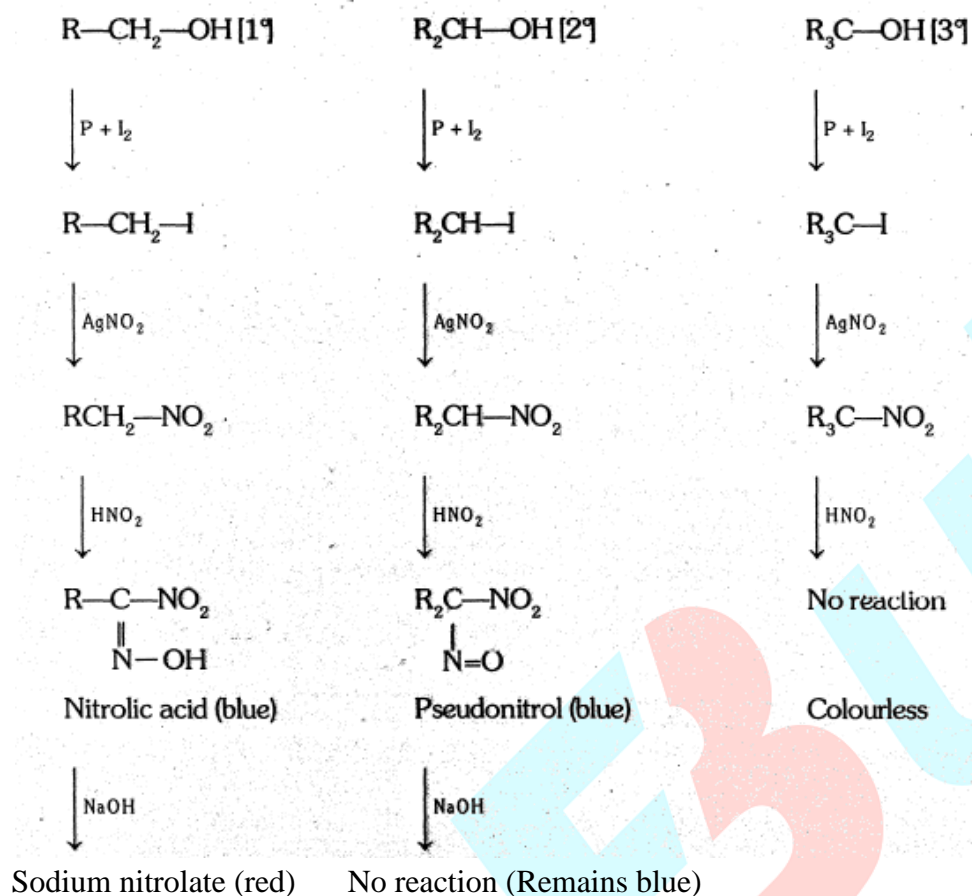 R—CH₂—OH [1°] R₂CH—OH [2°] R₃C—OH [3°]
P + I₂ P + I₂ P + I₂
R—CH₂—I R₂CH—I R₃C—I
AgNO₂ AgNO₂ AgNO₂
RCH₂—NO₂ R₂CH—NO₂ R₃C—NO₂
HNO₂ HNO₂ HNO₂
R—C—NO₂ R₂C—NO₂ No reaction
N—OH N=O
Nitrolic acid (blue) Pseudonitrol (blue) Colourless
NaOH NaOH
Sodium nitrolate (red) No reaction (Remains blue)